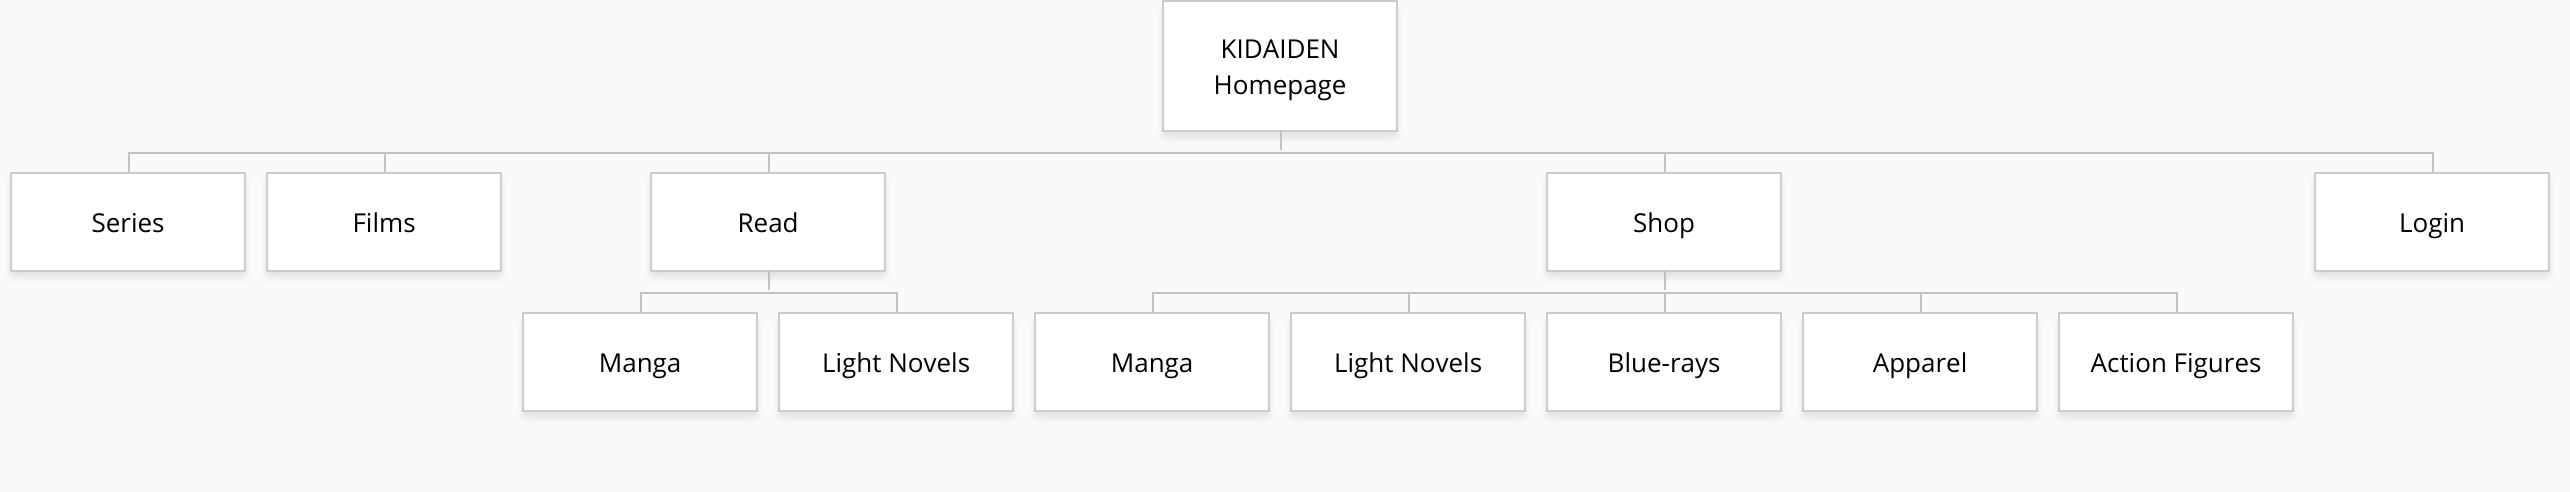 KIDAIDEN
Homepage
Series
Films
Read
Shop
Login
Manga
Light Novels
Manga
Light Novels
Blue-rays
Apparel
Action Figures